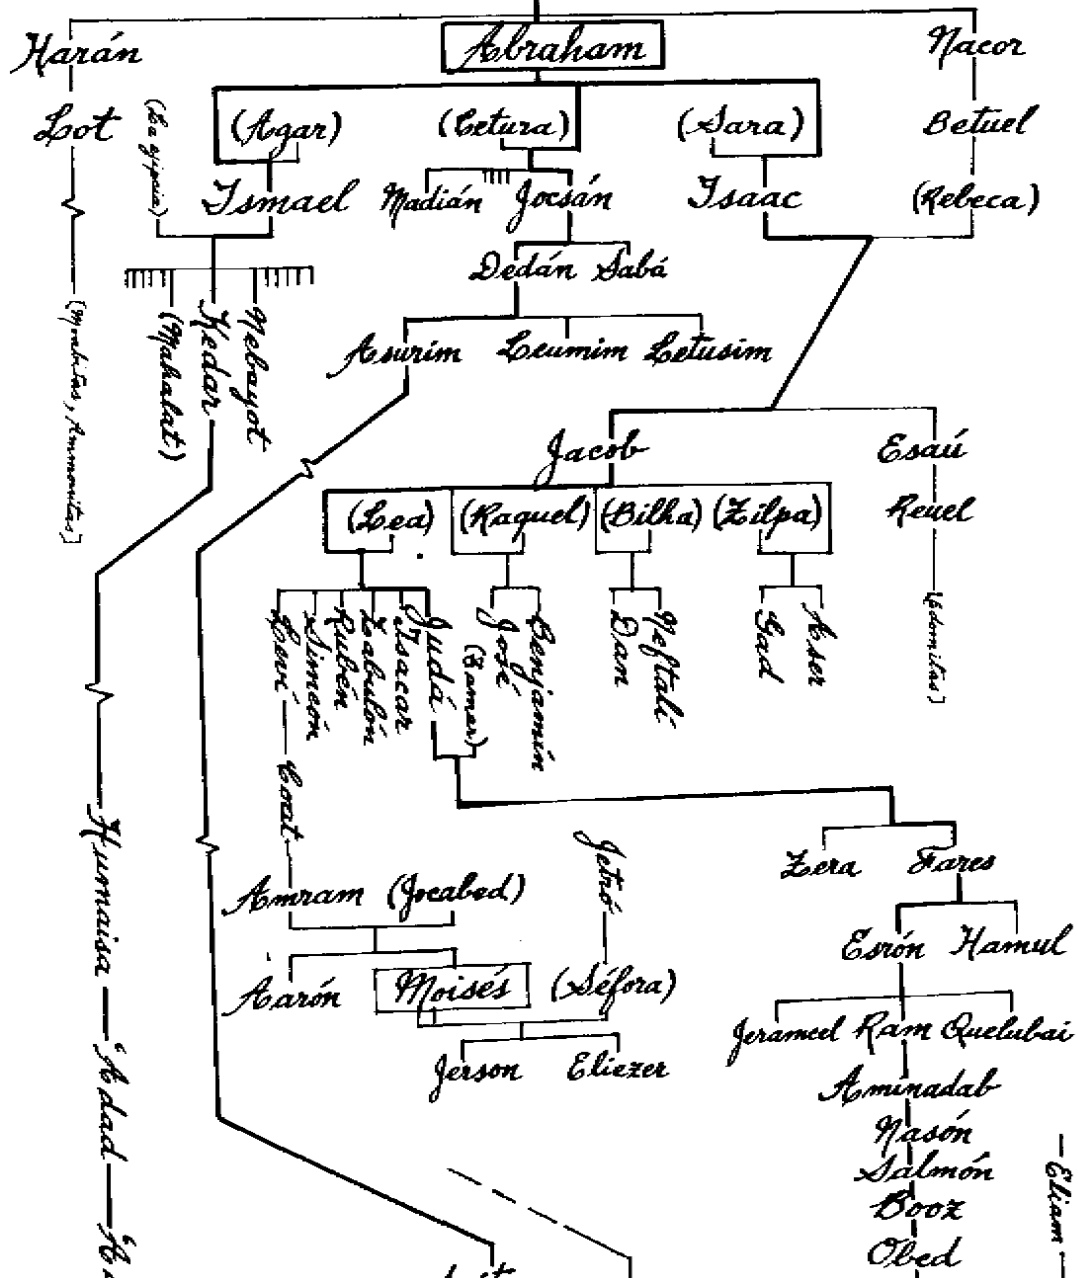 Harán Abraham Nacor
Lot (La egipcia) (Agar) (Cetura) (Sara) Betuel
Ismael Madián Jocsán Isaac (Rebeca)
Dedán Sabá
[Moabitas, Ammonitas] (Mahalat) Kedar Nebayot
Asurim Leumim Letusim
Jacob Esaú
(Lea) (Raquel) (Bilha) (Zilpa) Reuel
Leví Simeón Rubén Zabulón Isacar Judá (Tamar) José Benjamín Dan Neftalí Gad Aser [Edomitas]
Coat
Humaisa
Jetró
Zera Fares
Amram (Jocabed)
Esrón Hamul
Aarón Moisés (Séfora)
Jerameel Ram Quelubai
Jerson Eliezer
'Adad
Aminadab
Nasón
Salmón
Eliam
Booz
Obed